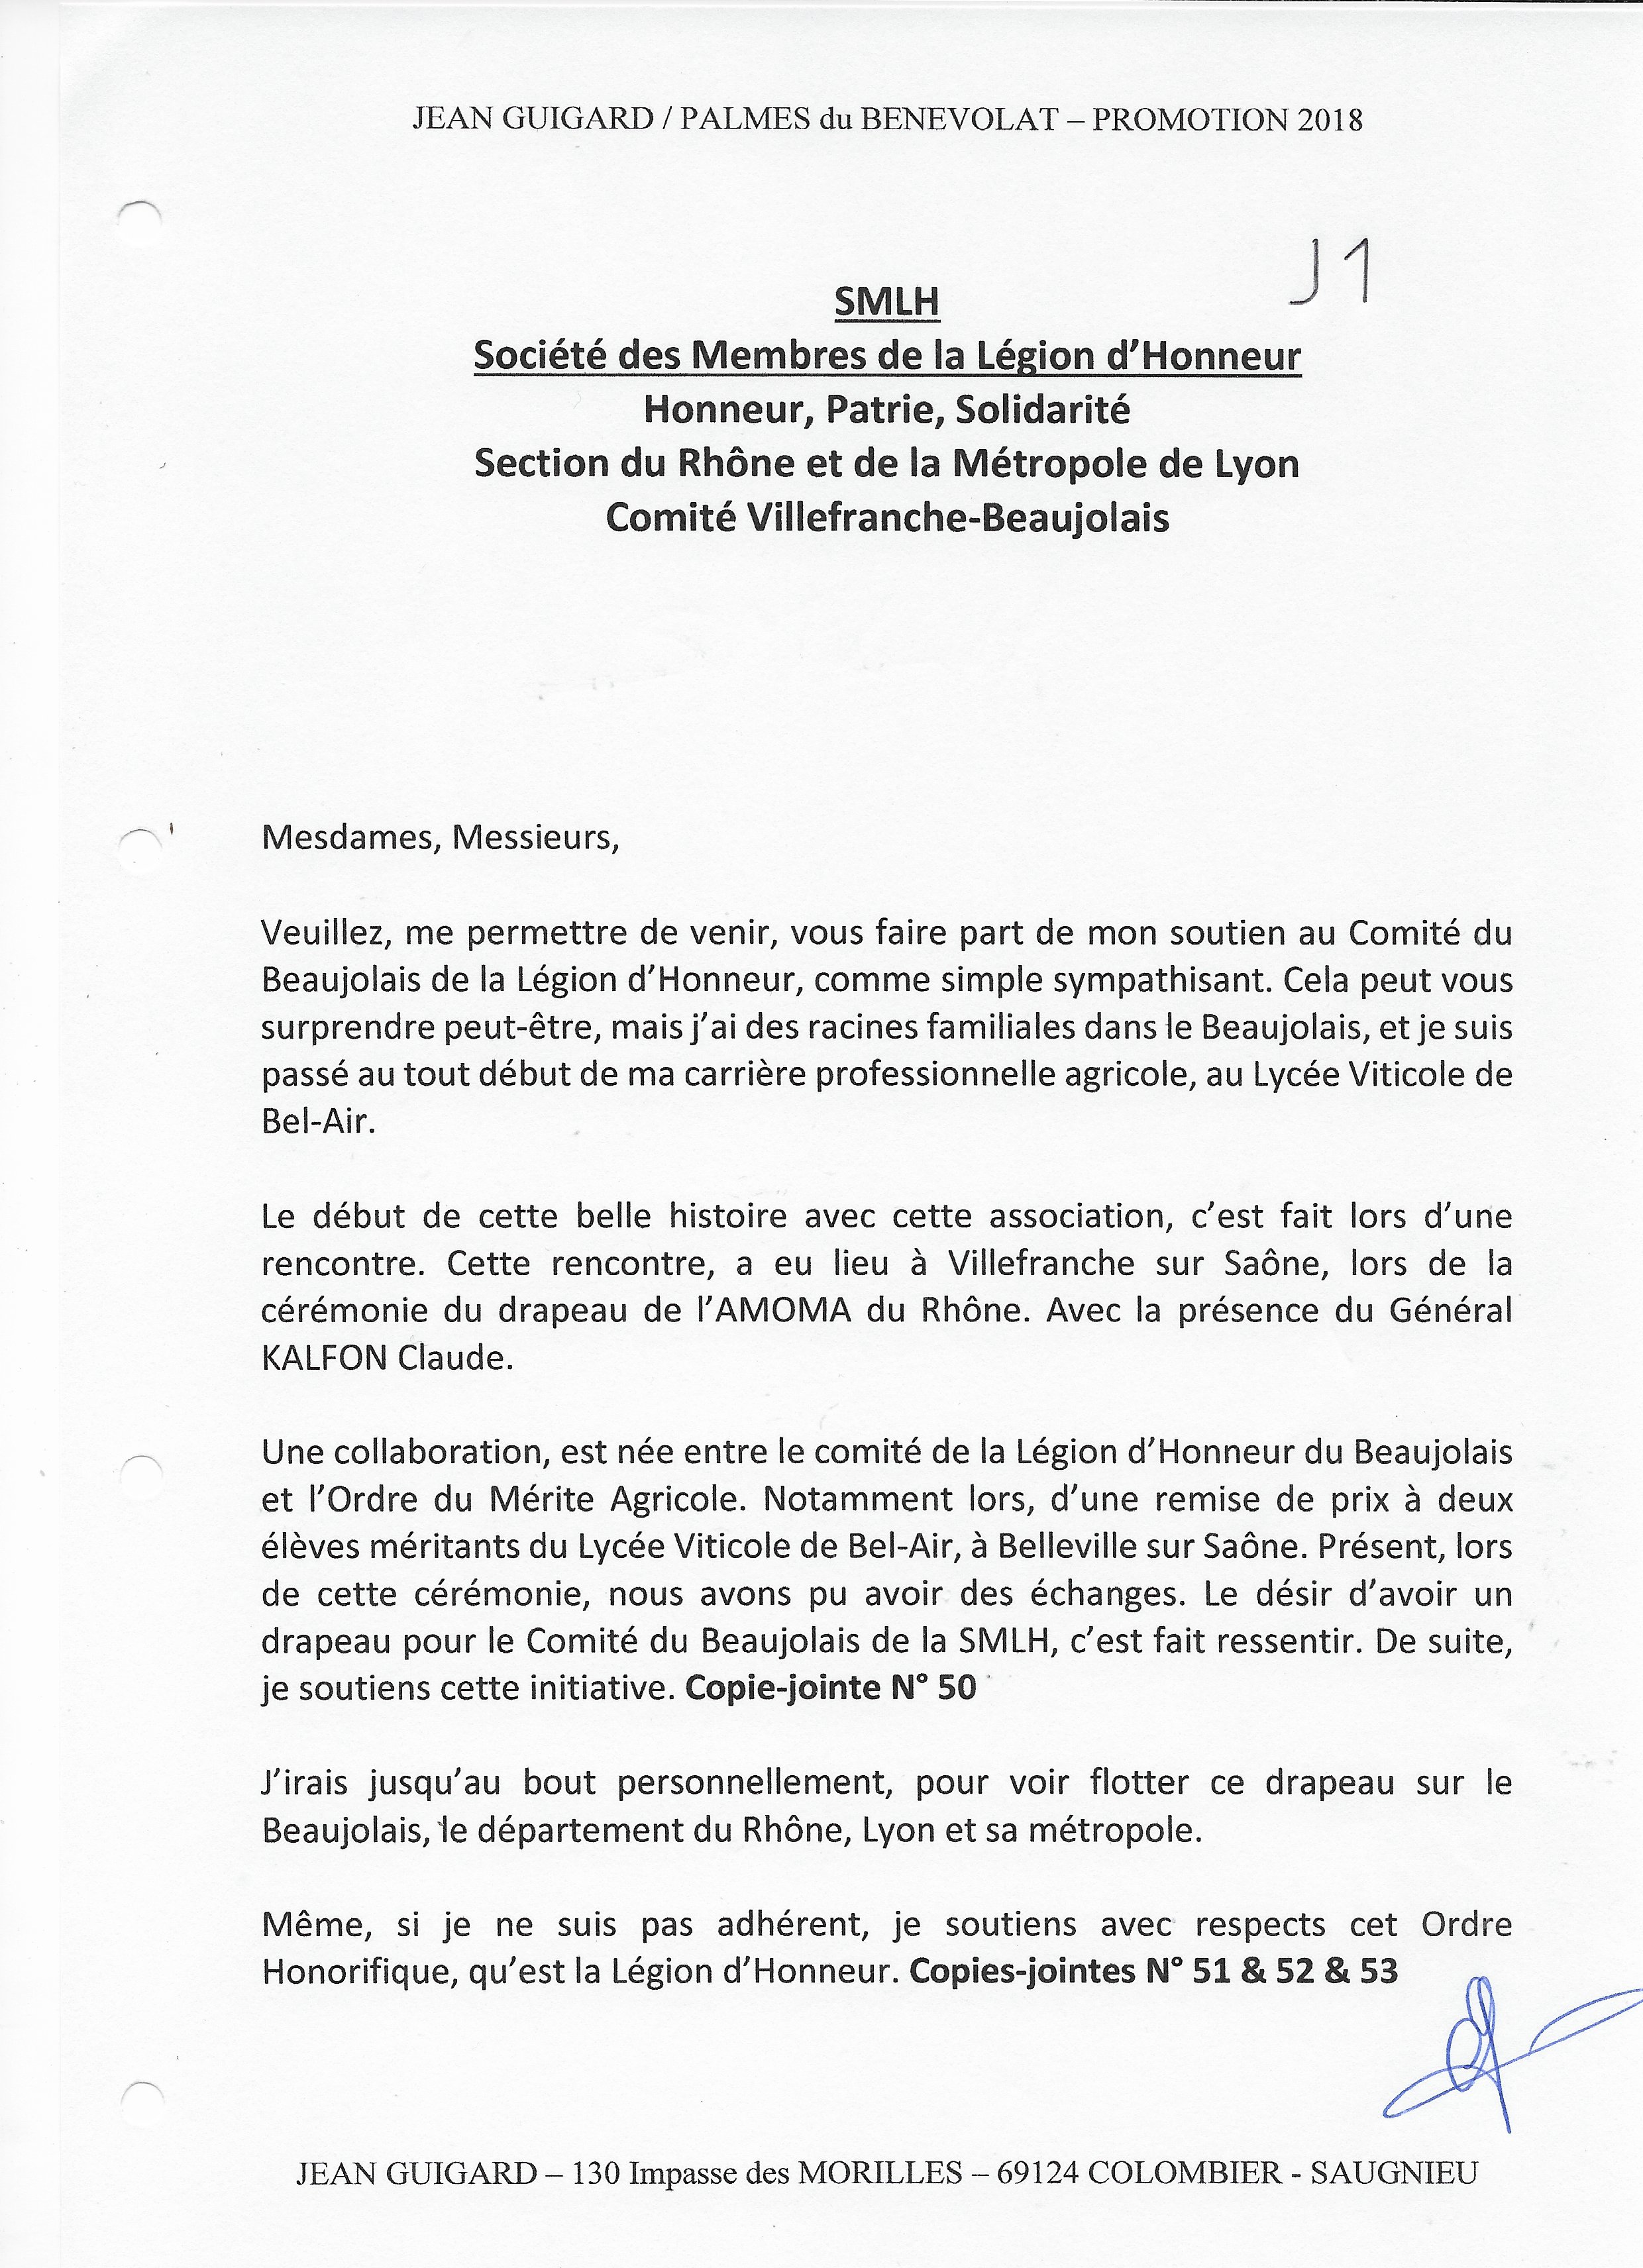 JEAN GUIGARD / PALMES du BENEVOLAT – PROMOTION 2018
J1
SMLH
Société des Membres de la Légion d’Honneur
Honneur, Patrie, Solidarité
Section du Rhône et de la Métropole de Lyon
Comité Villefranche-Beaujolais
Mesdames, Messieurs,
Veuillez, me permettre de venir, vous faire part de mon soutien au Comité du
Beaujolais de la Légion d’Honneur, comme simple sympathisant. Cela peut vous
surprendre peut-être, mais j’ai des racines familiales dans le Beaujolais, et je suis
passé au tout début de ma carrière professionnelle agricole, au Lycée Viticole de
Bel-Air.
Le début de cette belle histoire avec cette association, c’est fait lors d’une
rencontre. Cette rencontre, a eu lieu à Villefranche sur Saône, lors de la
cérémonie du drapeau de l’AMOMA du Rhône. Avec la présence du Général
KALFON Claude.
Une collaboration, est née entre le comité de la Légion d’Honneur du Beaujolais
et l’Ordre du Mérite Agricole. Notamment lors, d’une remise de prix à deux
élèves méritants du Lycée Viticole de Bel-Air, à Belleville sur Saône. Présent, lors
de cette cérémonie, nous avons pu avoir des échanges. Le désir d’avoir un
drapeau pour le Comité du Beaujolais de la SMLH, c’est fait ressentir. De suite,
je soutiens cette initiative. Copie-jointe N° 50
J’irais jusqu’au bout personnellement, pour voir flotter ce drapeau sur le
Beaujolais, le département du Rhône, Lyon et sa métropole.
Même, si je ne suis pas adhérent, je soutiens avec respects cet Ordre
Honorifique, qu’est la Légion d’Honneur. Copies-jointes N° 51 & 52 & 53
JEAN GUIGARD – 130 Impasse des MORILLES – 69124 COLOMBIER - SAUGNIEU